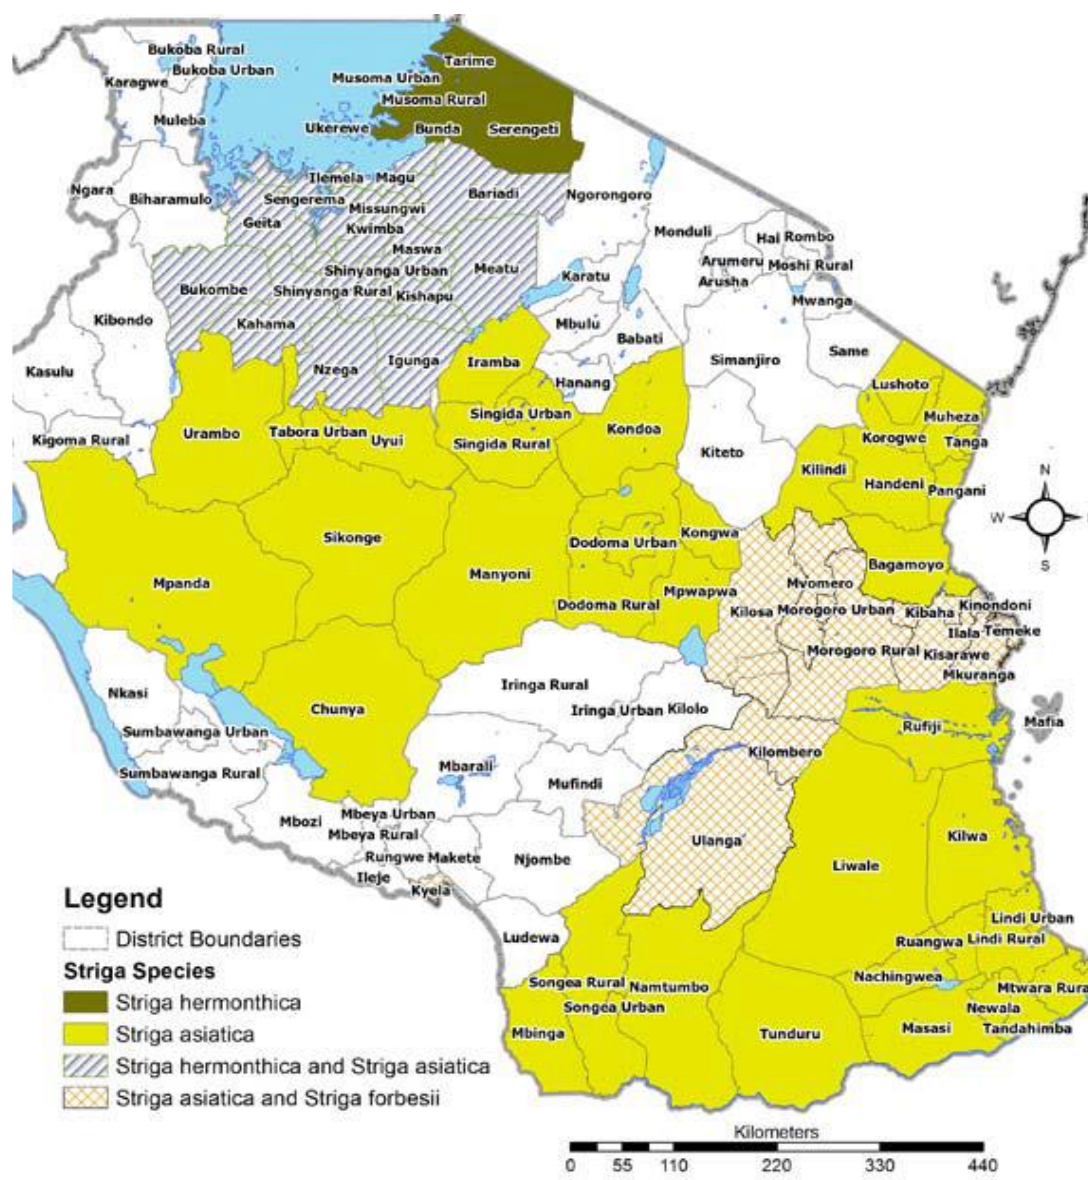 Bukoba Rural
Bukoba Urban
Karagwe
Muleba
Tarime
Musoma Urban
Musoma Rural
Ukerewe
Bunda
Serengeti
Ngara
Biharamulo
Ilemela
Magu
Sengerema
Missungwi
Geita
Kwimba
Bariadi
Ngorongoro
Maswa
Monduli
Hai
Rombo
Arumeru
Moshi Rural
Arusha
Shinyanga Urban
Meatu
Karatu
Bukombe
Shinyanga Rural
Kishapu
Mwanga
Kibondo
Kahama
Mbulu
Babati
Same
Kasulu
Nzega
Igunga
Iramba
Simanjiro
Hanang
Lushoto
Singida Urban
Muheza
Kigoma Rural
Urambo
Tabora Urban
Uyui
Singida Rural
Kondoa
Kiteto
Korogwe
Tanga
Kilindi
Handeni
Pangani
N
W
S
Sikonge
Dodoma Urban
Kongwa
Bagamoyo
Mpanda
Manyoni
Mvomero
Mpwapwa
Dodoma Rural
Kilosa
Morogoro Urban
Kibaha
Kinondoni
Ilala
Temeke
Morogoro Rural
Kisarawe
Mkuranga
Nkasi
Iringa Rural
Chunya
Iringa Urban
Kilolo
Mafia
Sumbawanga Urban
Rufiji
Sumbawanga Rural
Mbarali
Kilombero
Mufindi
Mbozi
Mbeya Urban
Mbeya Rural
Ulanga
Kilwa
Rungwe
Makete
Njombe
Liwale
Ileje
Kyela
Lindi Urban
Ludewa
Ruangwa
Lindi Rural
Songea Rural
Namtumbo
Nachingwea
Mtwara Rura
Songea Urban
Newala
Mbinga
Tunduru
Masasi
Tandahimba
Legend
District Boundaries
Striga Species
Striga hermonthica
Striga asiatica
Striga hermonthica and Striga asiatica
Striga asiatica and Striga forbesii
Kilometers
0 55 110 220 330 440